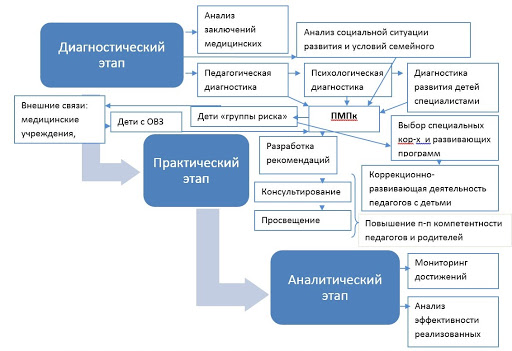 Диагностический
этап
Анализ
заключений
медицинских
Анализ социальной ситуации
развития и условий семейного
Педагогическая
диагностика
Психологическая
диагностика
Диагностика
развития детей
специалистами
Внешние связи:
медицинские
учреждения,
Дети с ОВЗ
Дети «группы риска»
ПМПк
Выбор специальных
кор-х и развивающих
программ
Практический
этап
Разработка
рекомендаций
Коррекционно-
развивающая деятельность
педагогов с детьми
Консультирование
Просвещение
Повышение п-п компетентности
педагогов и родителей
Аналитический
этап
Мониторинг
достижений
Анализ
эффективности
реализованных